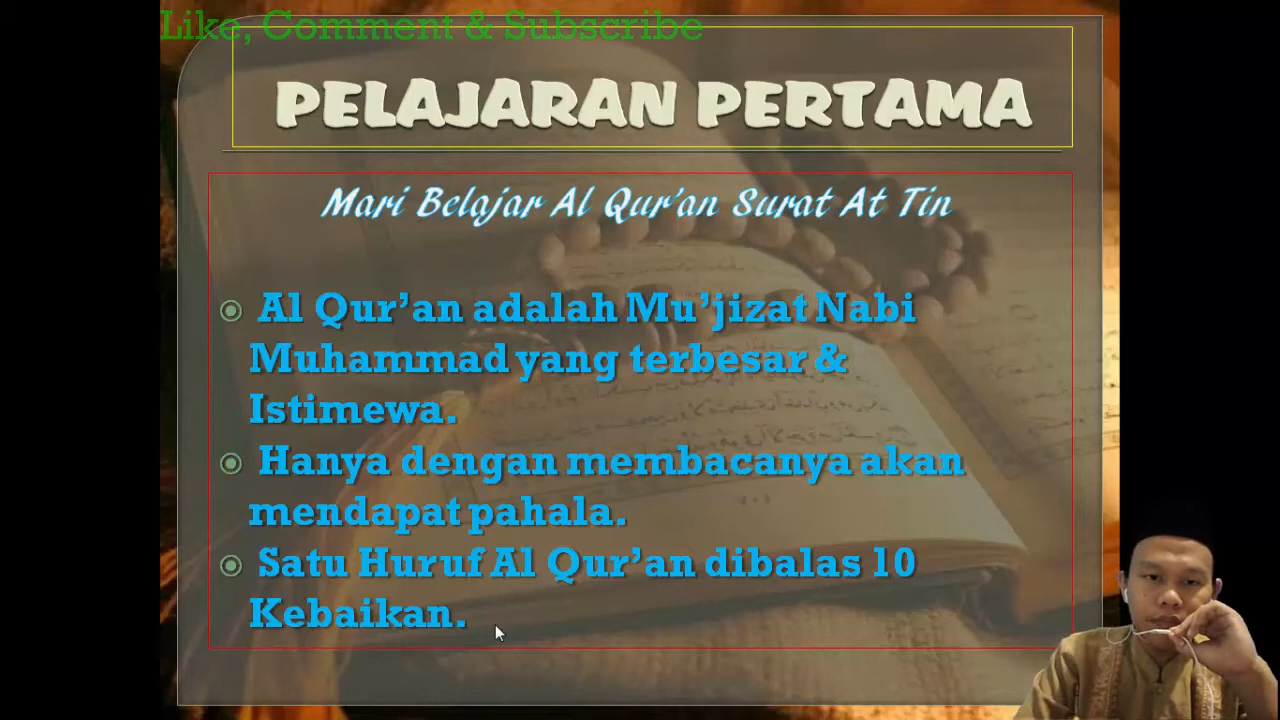 Like, Comment & Subscribe
PELAJARAN PERTAMA
Mari Belajar Al Qur'an Surat At Tin
Al Qur'an adalah Mu'jizat Nabi
Muhammad yang terbesar &
Istimewa.
Hanya dengan membacanya akan
mendapat pahala.
Satu Huruf Al Qur'an dibalas 10
Kebaikan.